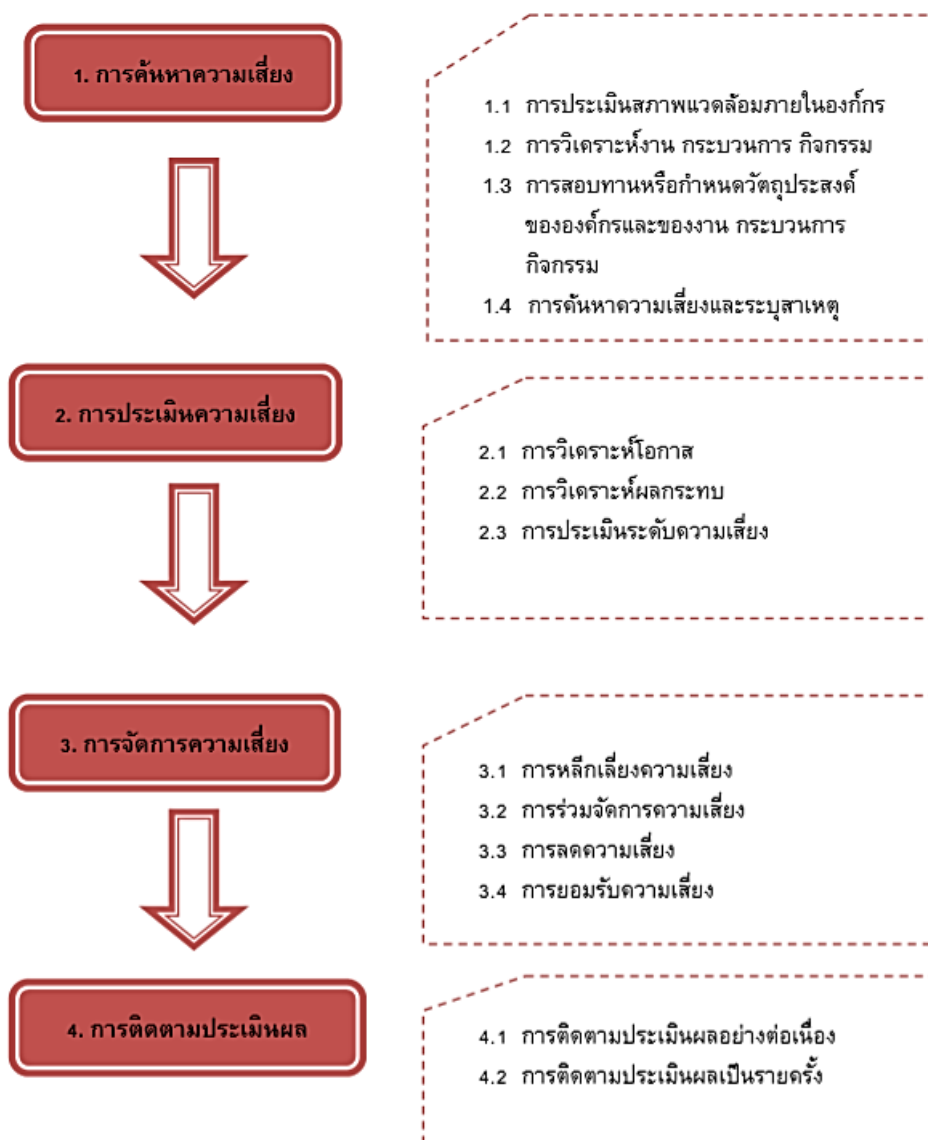 1. การค้นหาความเสี่ยง
1.1 การประเมินสภาพแวดล้อมภายในองก์กร
1.2 การวิเคราะห์งาน กระบวนการ กิจกรรม
1.3 การสอบทานหรือกำหนดวัตถุประสงค์
ขององค์กรและของงาน กระบวนการ
กิจกรรม
1.4 การค้นหาความเสี่ยงและระบุสาเหตุ
2. การประเมินความเสี่ยง
2.1 การวิเคราะห์โอกาส
2.2 การวิเคราะห์ผลกระทบ
2.3 การประเมินระดับความเสี่ยง
3. การจัดการความเสี่ยง
3.1 การหลีกเลี่ยงความเสี่ยง
3.2 การร่วมจัดการความเสี่ยง
3.3 การลดความเสี่ยง
3.4 การยอมรับความเสี่ยง
4. การติดตามประเมินผล
4.1 การติดตามประเมินผลอย่างต่อเนื่อง
4.2 การติดตามประเมินผลเป็นรายครั้ง